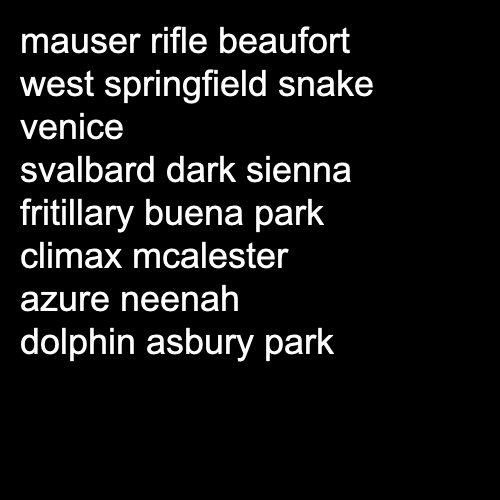 mauser rifle beaufort
west springfield snake
venice
svalbard dark sienna
fritillary buena park
climax mcalester
azure neenah
dolphin asbury park